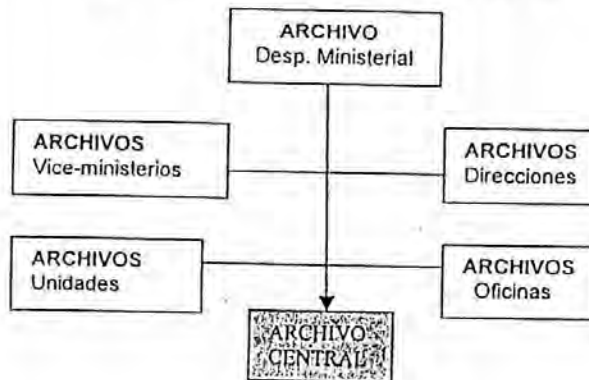 ARCHIVO
Desp. Ministerial
ARCHIVOS
Vice-ministerios
ARCHIVOS
Direcciones
ARCHIVOS
Unidades
ARCHIVOS
Oficinas
ARCHIVO
CENTRAL